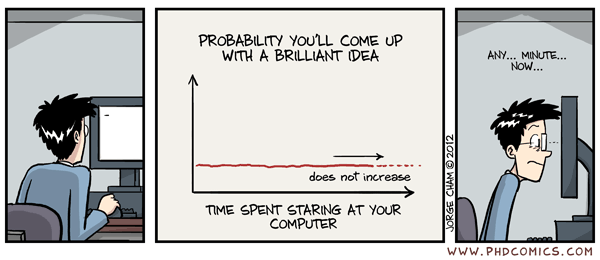 PROBABILITY YOU'LL COME UP
WITH A BRILLIANT IDEA
does not increase
TIME SPENT STARING AT YOUR
COMPUTER
JORGE CHAM © 2012
ANY... MINUTE...
NOW...
WWW.PHDCOMICS.COM